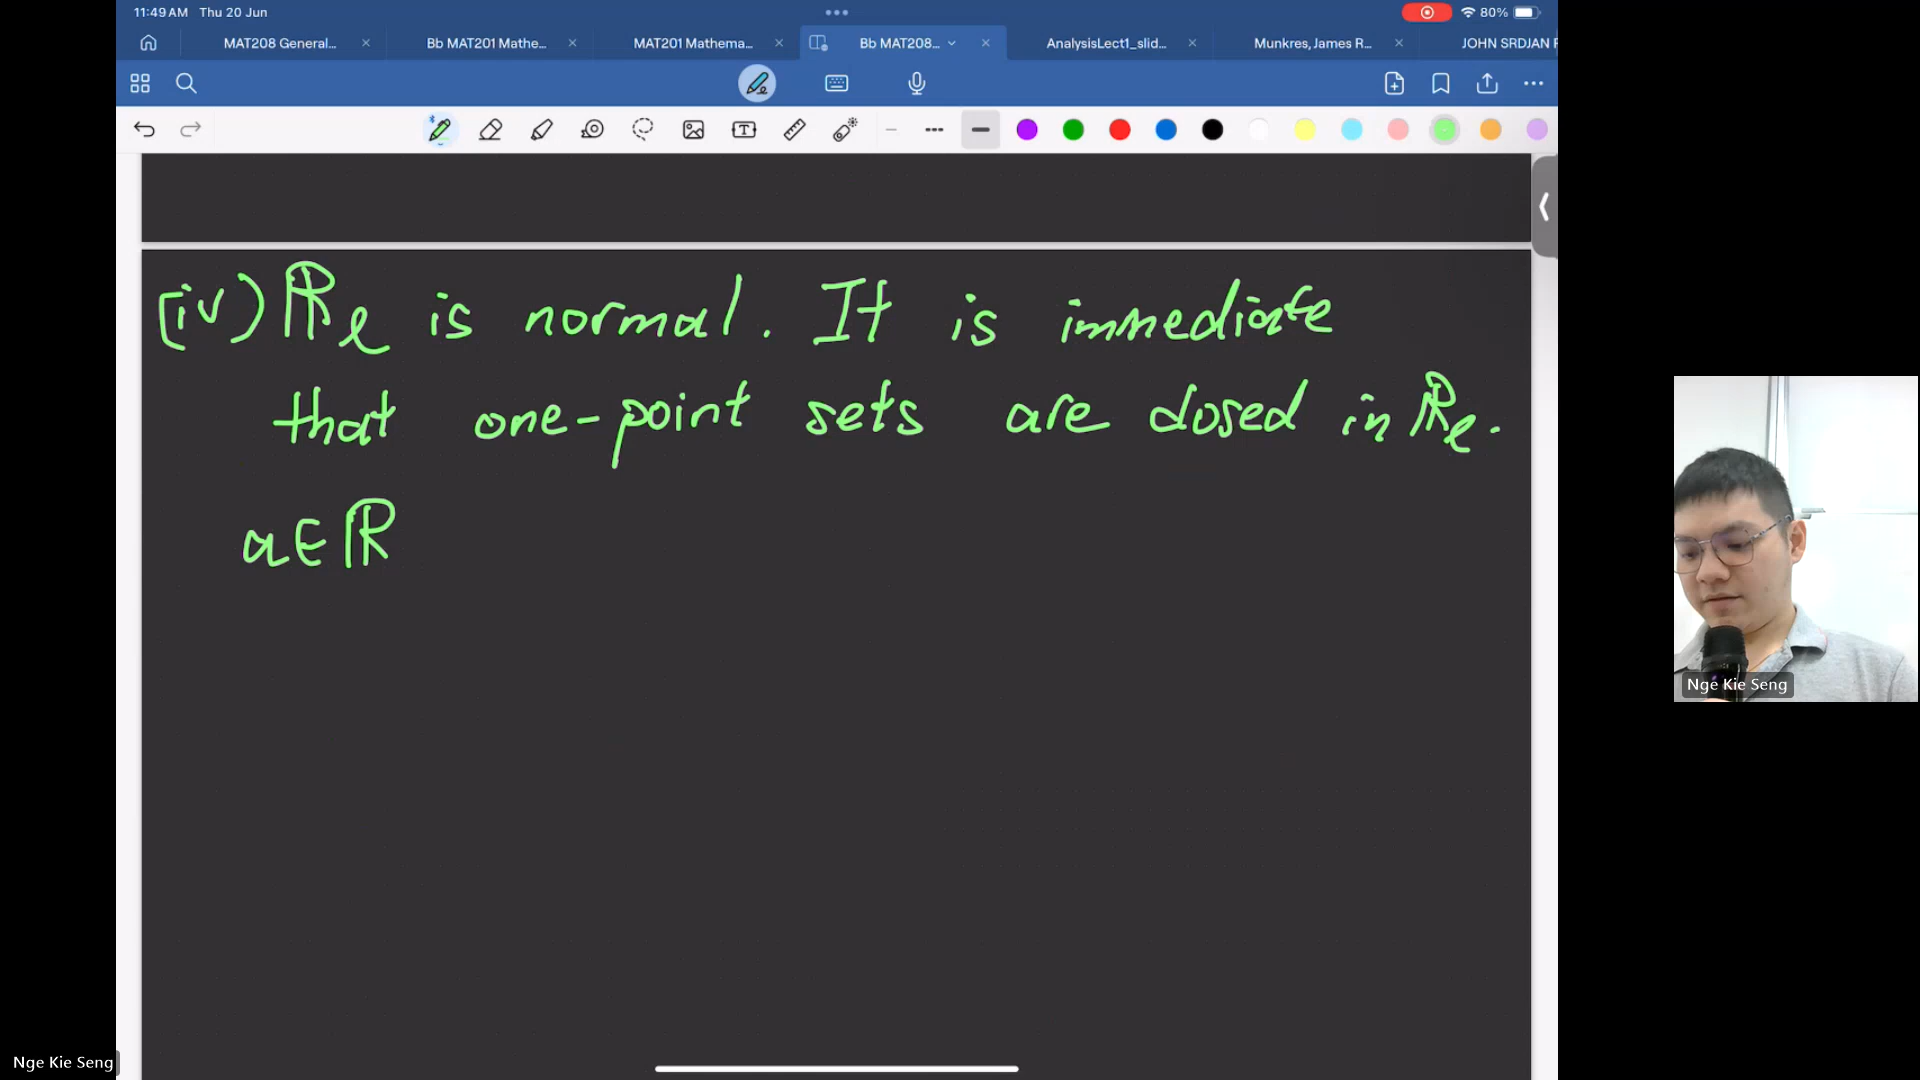 11:49 AM Thu 20 Jun
80%
MAT208 General...
Bb MAT201 Mathe...
MAT201 Mathema...
Bb MAT208...
AnalysisLect1_slid...
Munkres, James R...
JOHN SRDJAN
(iv) ℝℓ is normal. It is immediate
that one-point sets are closed in ℝℓ.
a∈ℝ
Nge Kie Seng
Nge Kie Seng